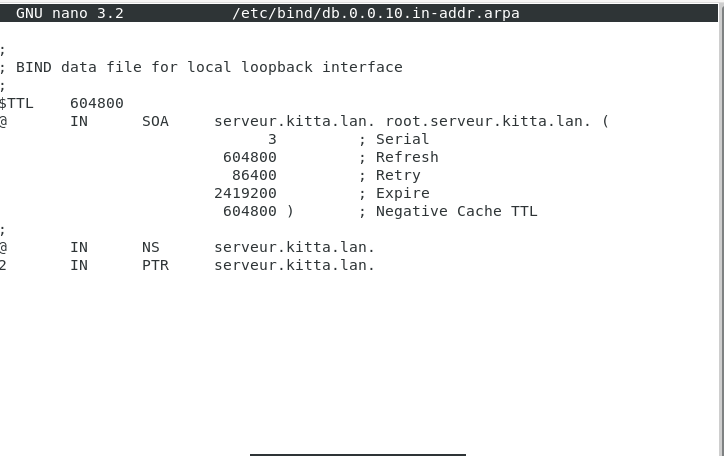 GNU nano 3.2 /etc/bind/db.0.0.10.in-addr.arpa
;
; BIND data file for local loopback interface
;
$TTL 604800
@ IN SOA serveur.kitta.lan. root.serveur.kitta.lan. (
3 ; Serial
604800 ; Refresh
86400 ; Retry
2419200 ; Expire
604800 ) ; Negative Cache TTL
;
@ IN NS serveur.kitta.lan.
2 IN PTR serveur.kitta.lan.